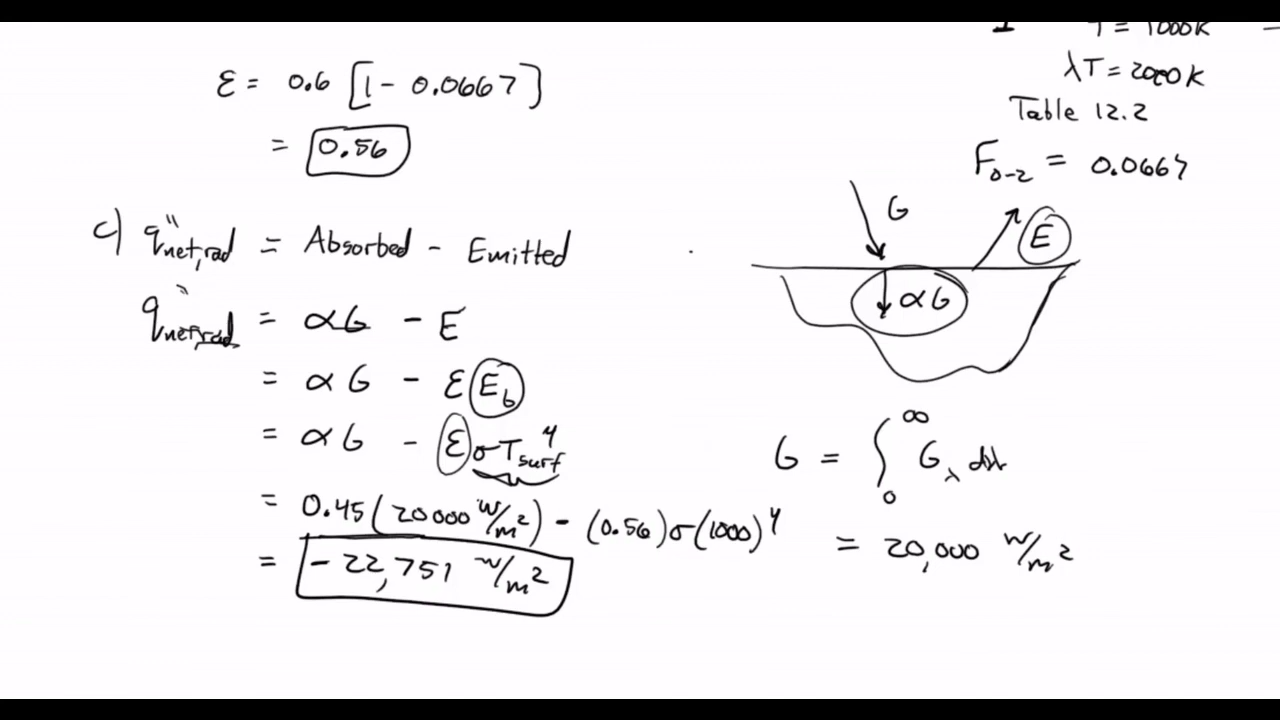 T = 1000K
λT = 2000K
Table 12.2
F₀₋₂ = 0.0667
ε = 0.6 [1 - 0.0667]
= 0.56
c) q''net,rad = Absorbed - Emitted
q''net,rad = αG - E
= αG - εE_b
= αG - εσT⁴surf
= 0.45(20000 W/m²) - (0.56)σ(1000)⁴
= -22,751 W/m²
G
E
αG
G = ∫₀^∞ G_λ dλ
= 20,000 W/m²